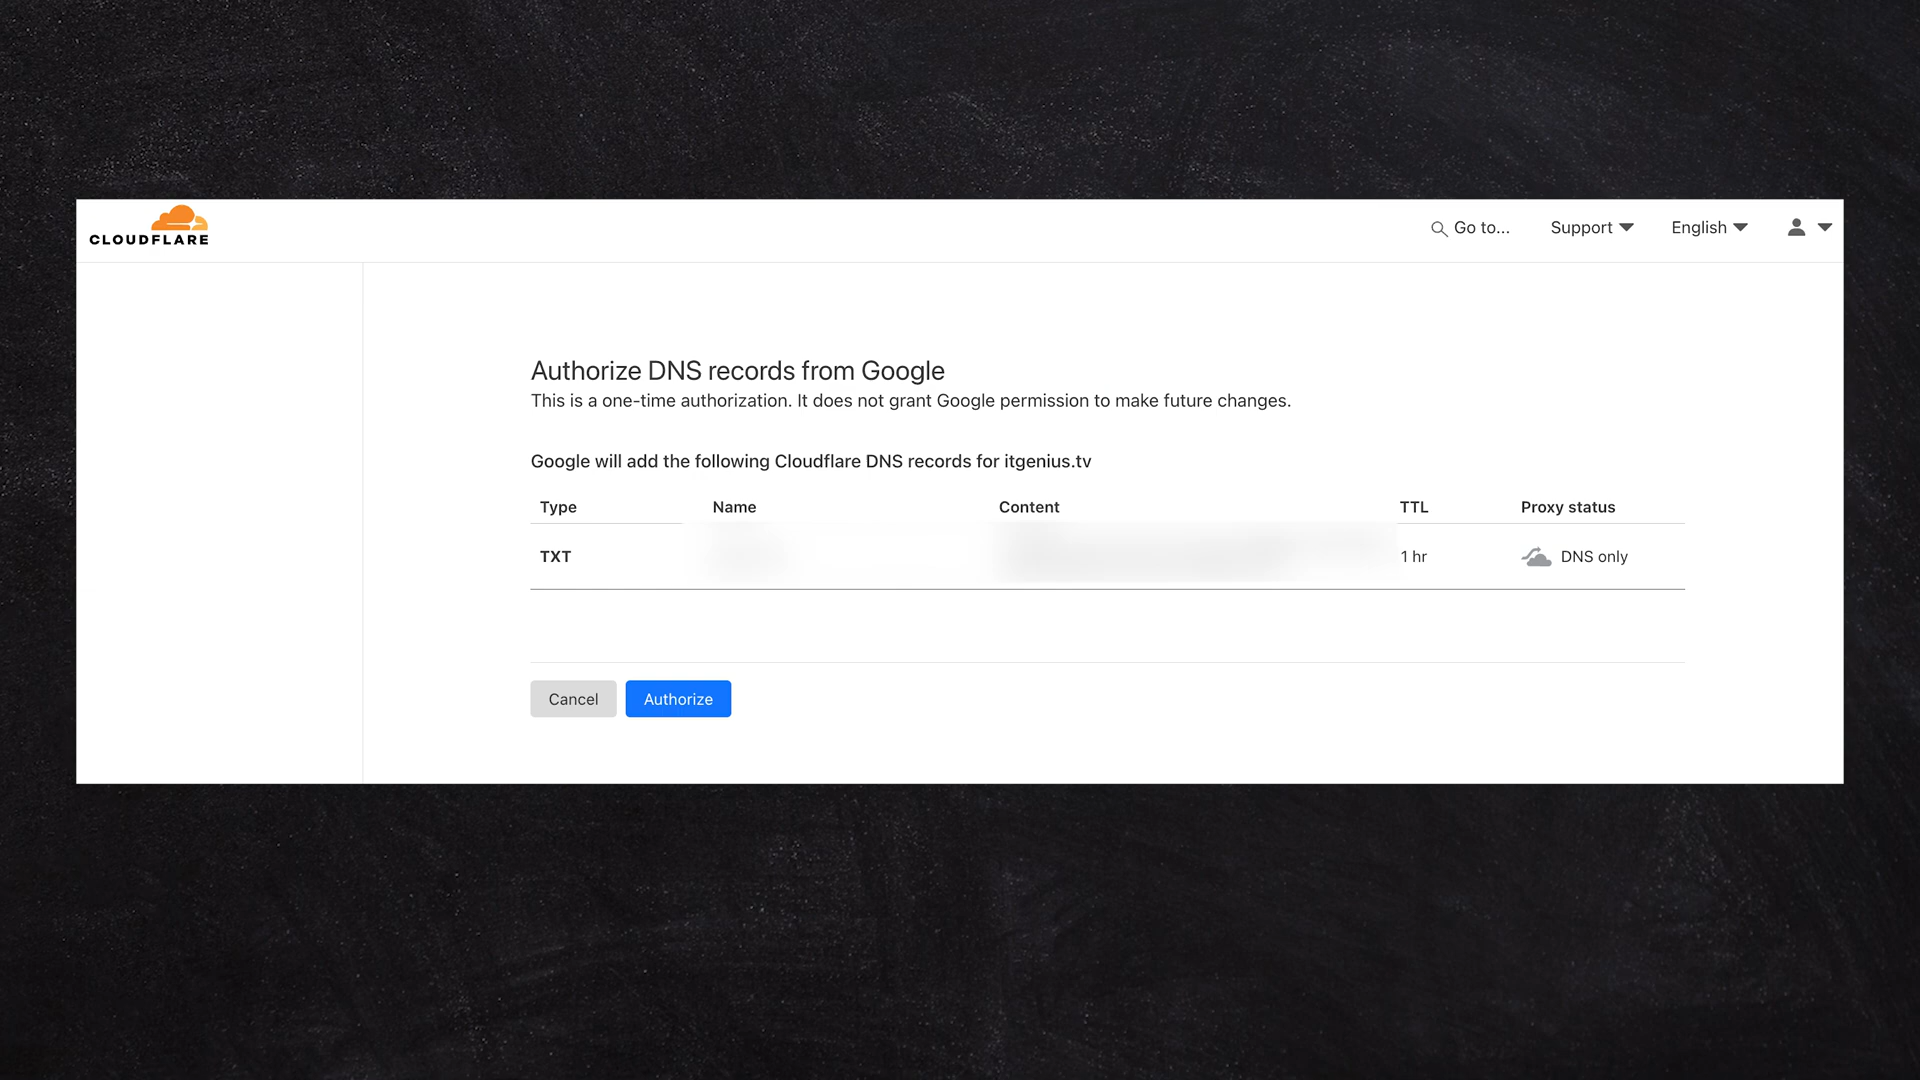 CLOUDFLARE
Go to... Support English
Authorize DNS records from Google
This is a one-time authorization. It does not grant Google permission to make future changes.
Google will add the following Cloudflare DNS records for itgenius.tv
Type Name Content TTL Proxy status
TXT 1 hr DNS only
Cancel Authorize